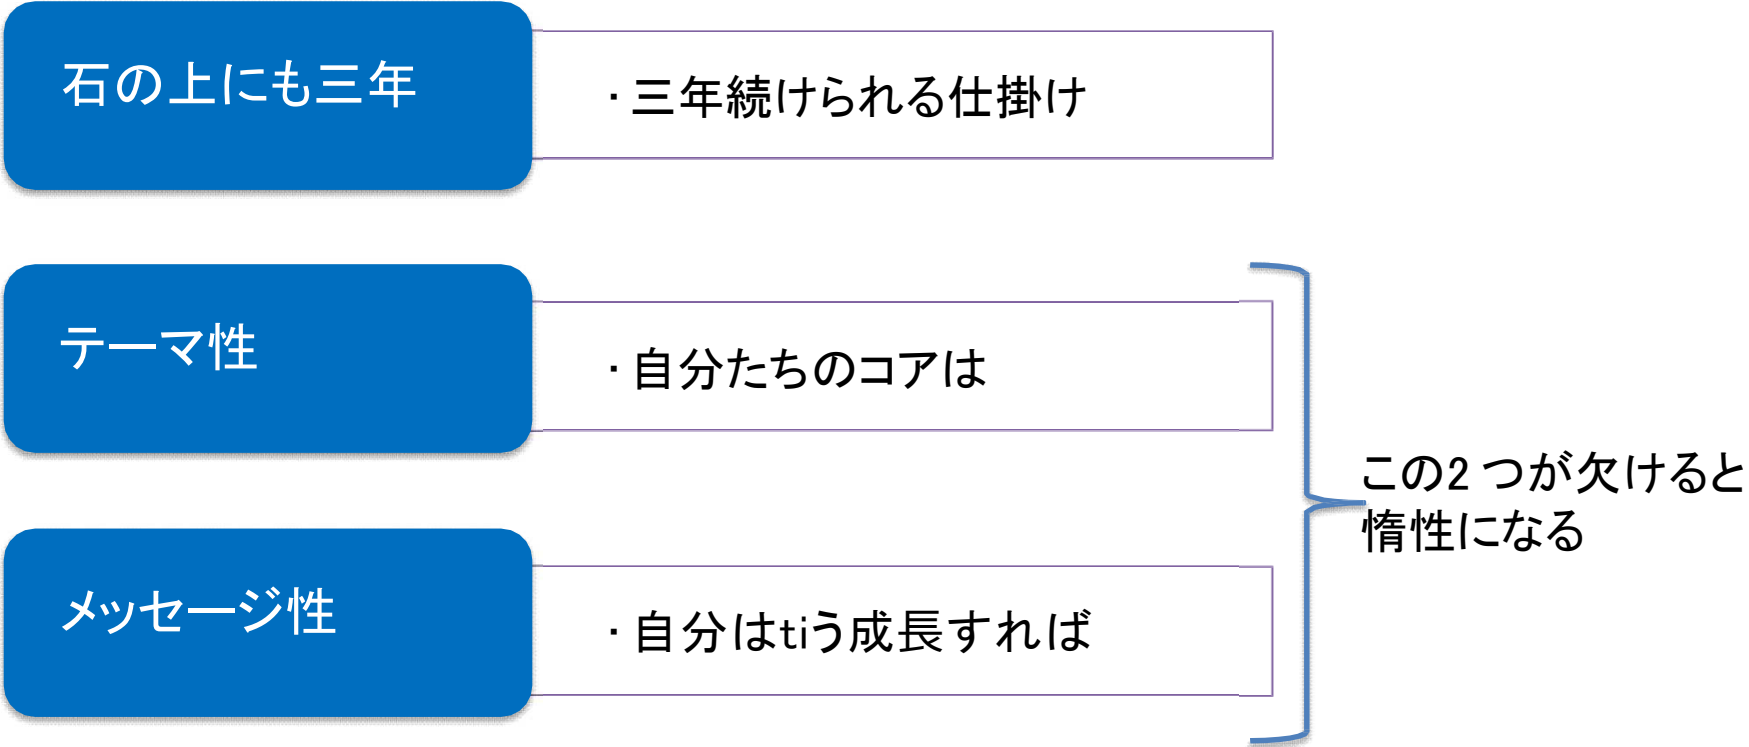 石の上にも三年
・三年続けられる仕掛け
テーマ性
・自分たちのコアは
メッセージ性
・自分はtiう成長すれば
この2つが欠けると
惰性になる